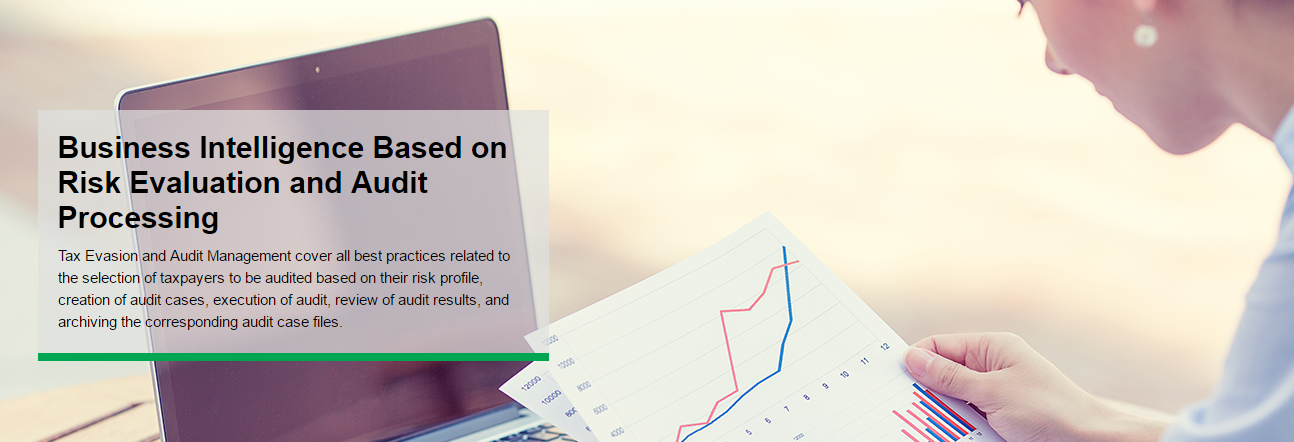 Business Intelligence Based on
Risk Evaluation and Audit
Processing
Tax Evasion and Audit Management cover all best practices related to
the selection of taxpayers to be audited based on their risk profile,
creation of audit cases, execution of audit, review of audit results, and
archiving the corresponding audit case files.
12000
10000
8000
6000
4000
12000
10000
5
6
7
8
9
10
11
12